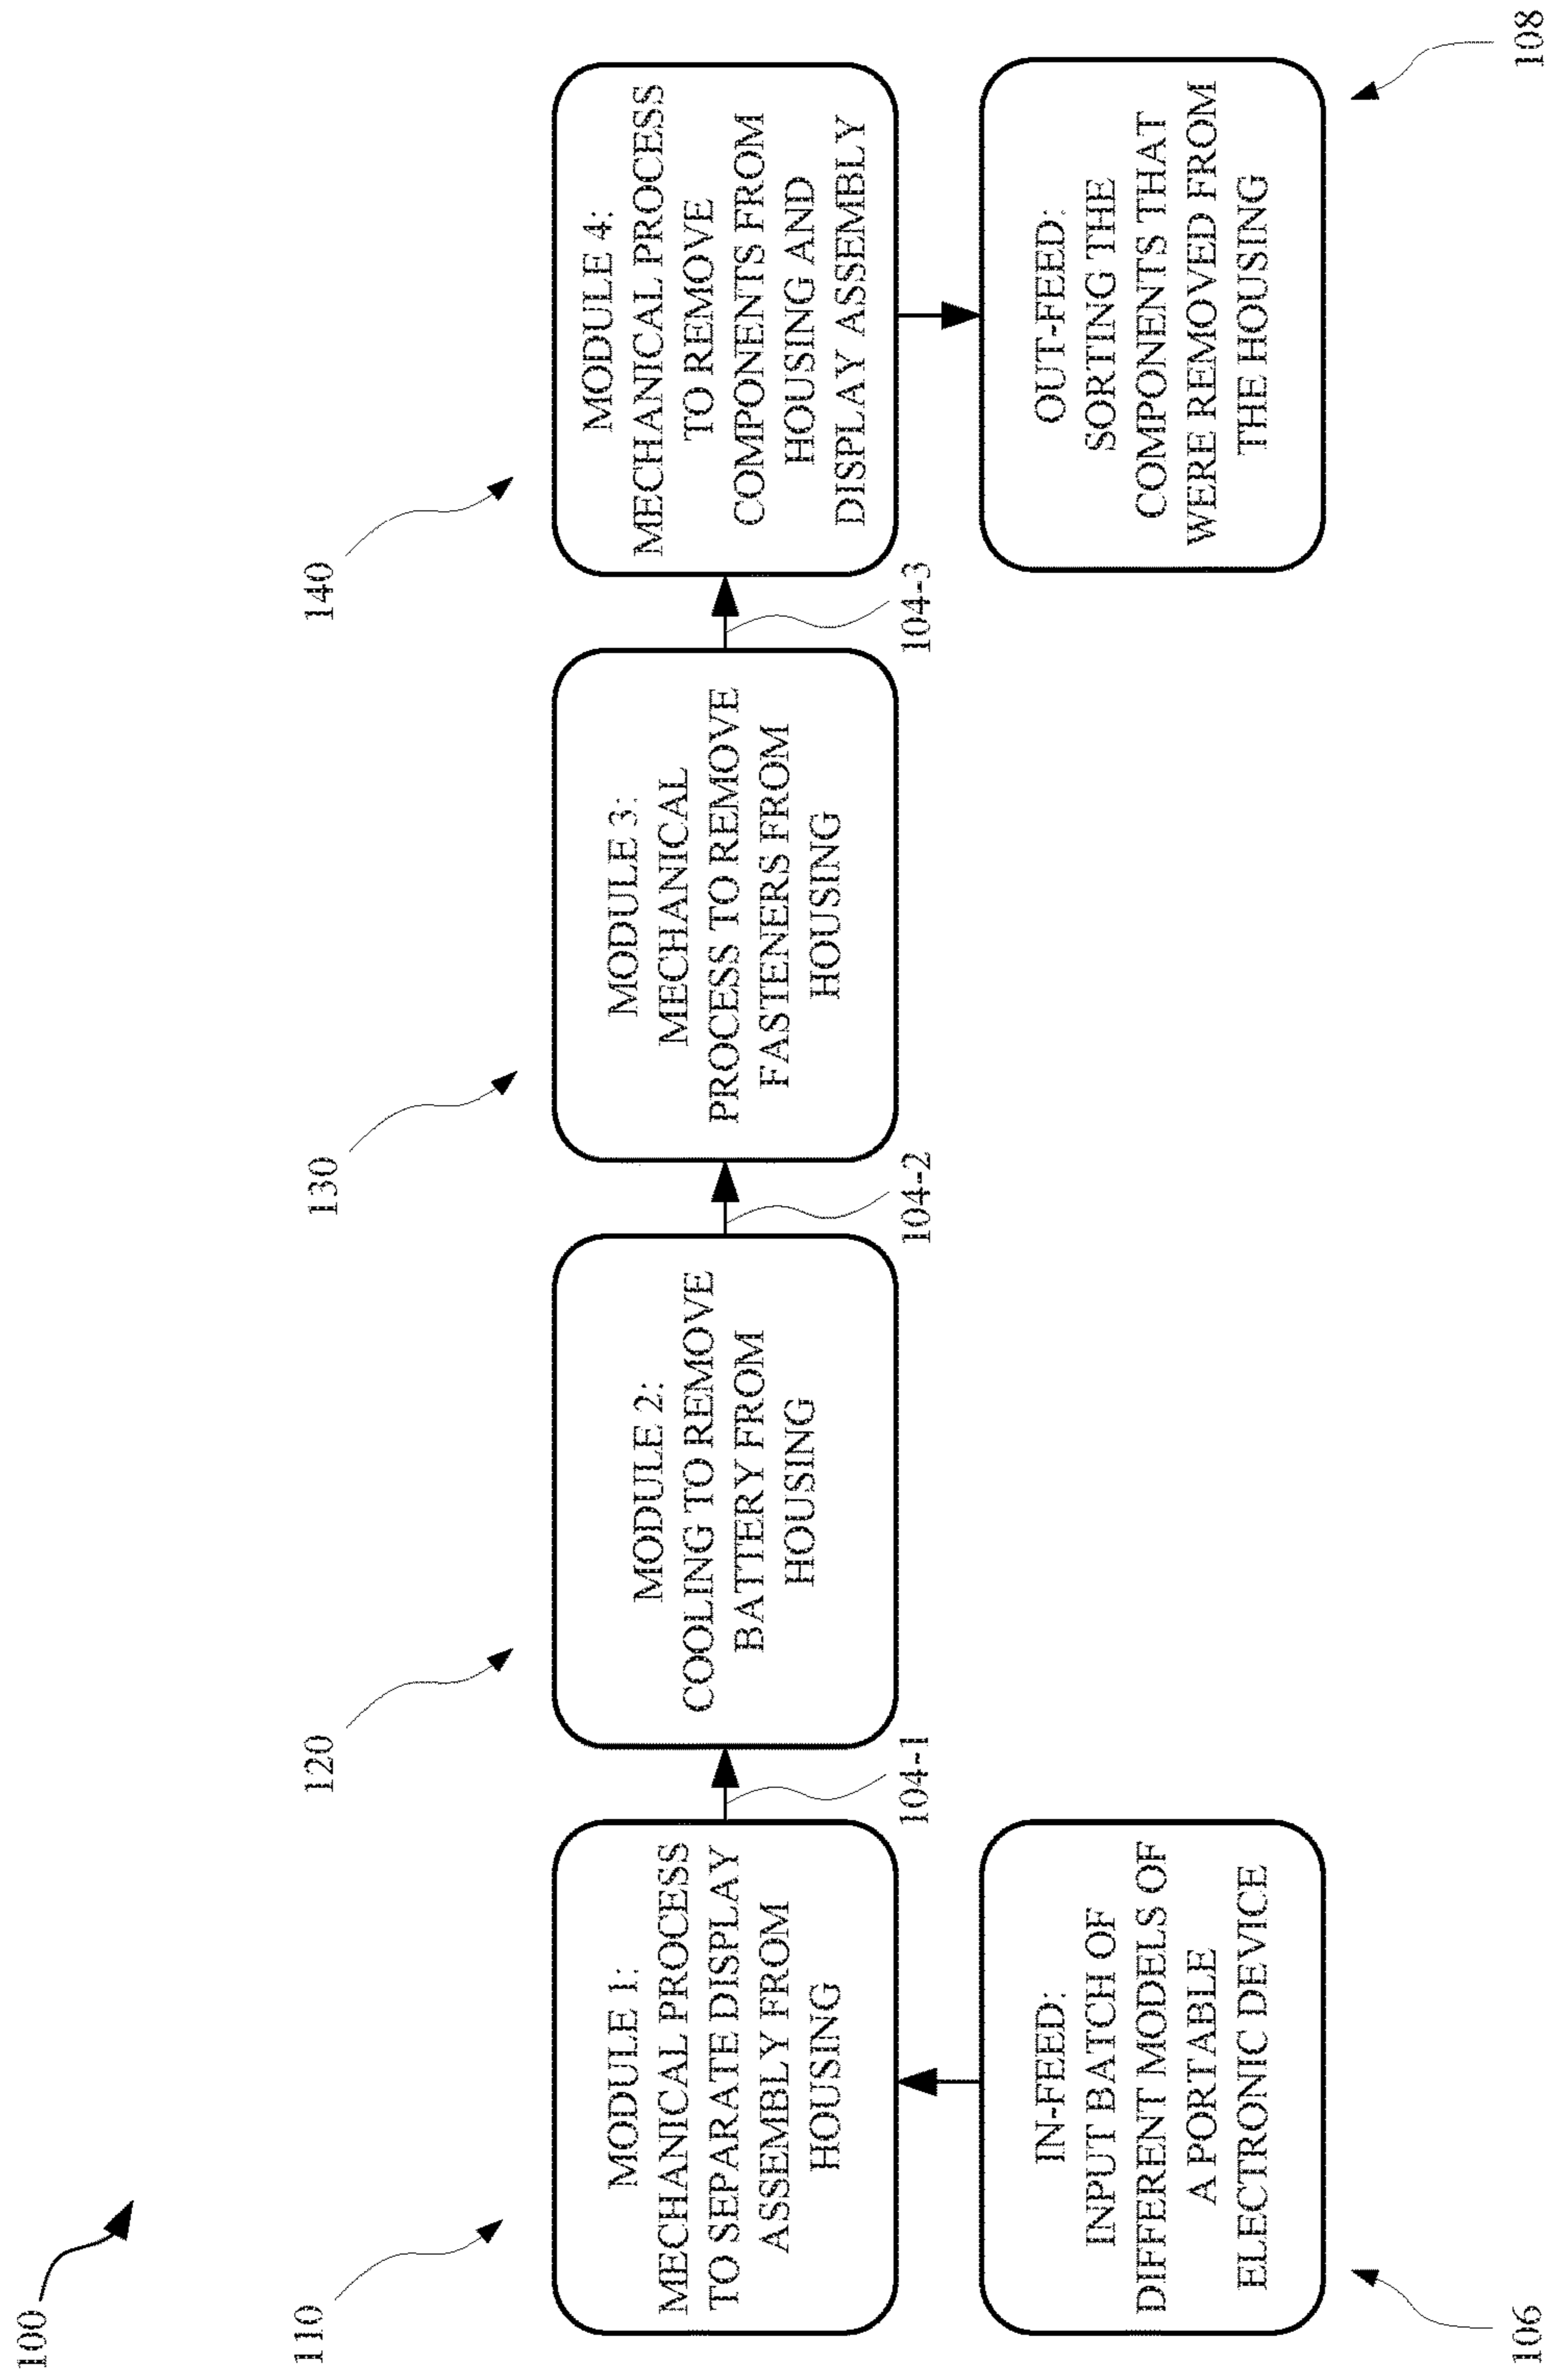 100
110
120
130
140
MODULE 1:
MECHANICAL PROCESS
TO SEPARATE DISPLAY
ASSEMBLY FROM
HOUSING
104-1
MODULE 2:
COOLING TO REMOVE
BATTERY FROM
HOUSING
104-2
MODULE 3:
MECHANICAL
PROCESS TO REMOVE
FASTENERS FROM
HOUSING
104-3
MODULE 4:
MECHANICAL PROCESS
TO REMOVE
COMPONENTS FROM
HOUSING AND
DISPLAY ASSEMBLY
IN-FEED:
INPUT BATCH OF
DIFFERENT MODELS OF
A PORTABLE
ELECTRONIC DEVICE
106
OUT-FEED:
SORTING THE
COMPONENTS THAT
WERE REMOVED FROM
THE HOUSING
108